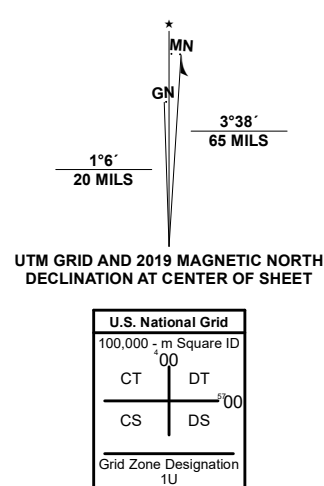 ★
MN
GN
3°38´
65 MILS
1°6´
20 MILS
UTM GRID AND 2019 MAGNETIC NORTH
DECLINATION AT CENTER OF SHEET
U.S. National Grid
100,000 - m Square ID
⁴00
CT DT
⁵⁷00
CS DS
Grid Zone Designation
1U